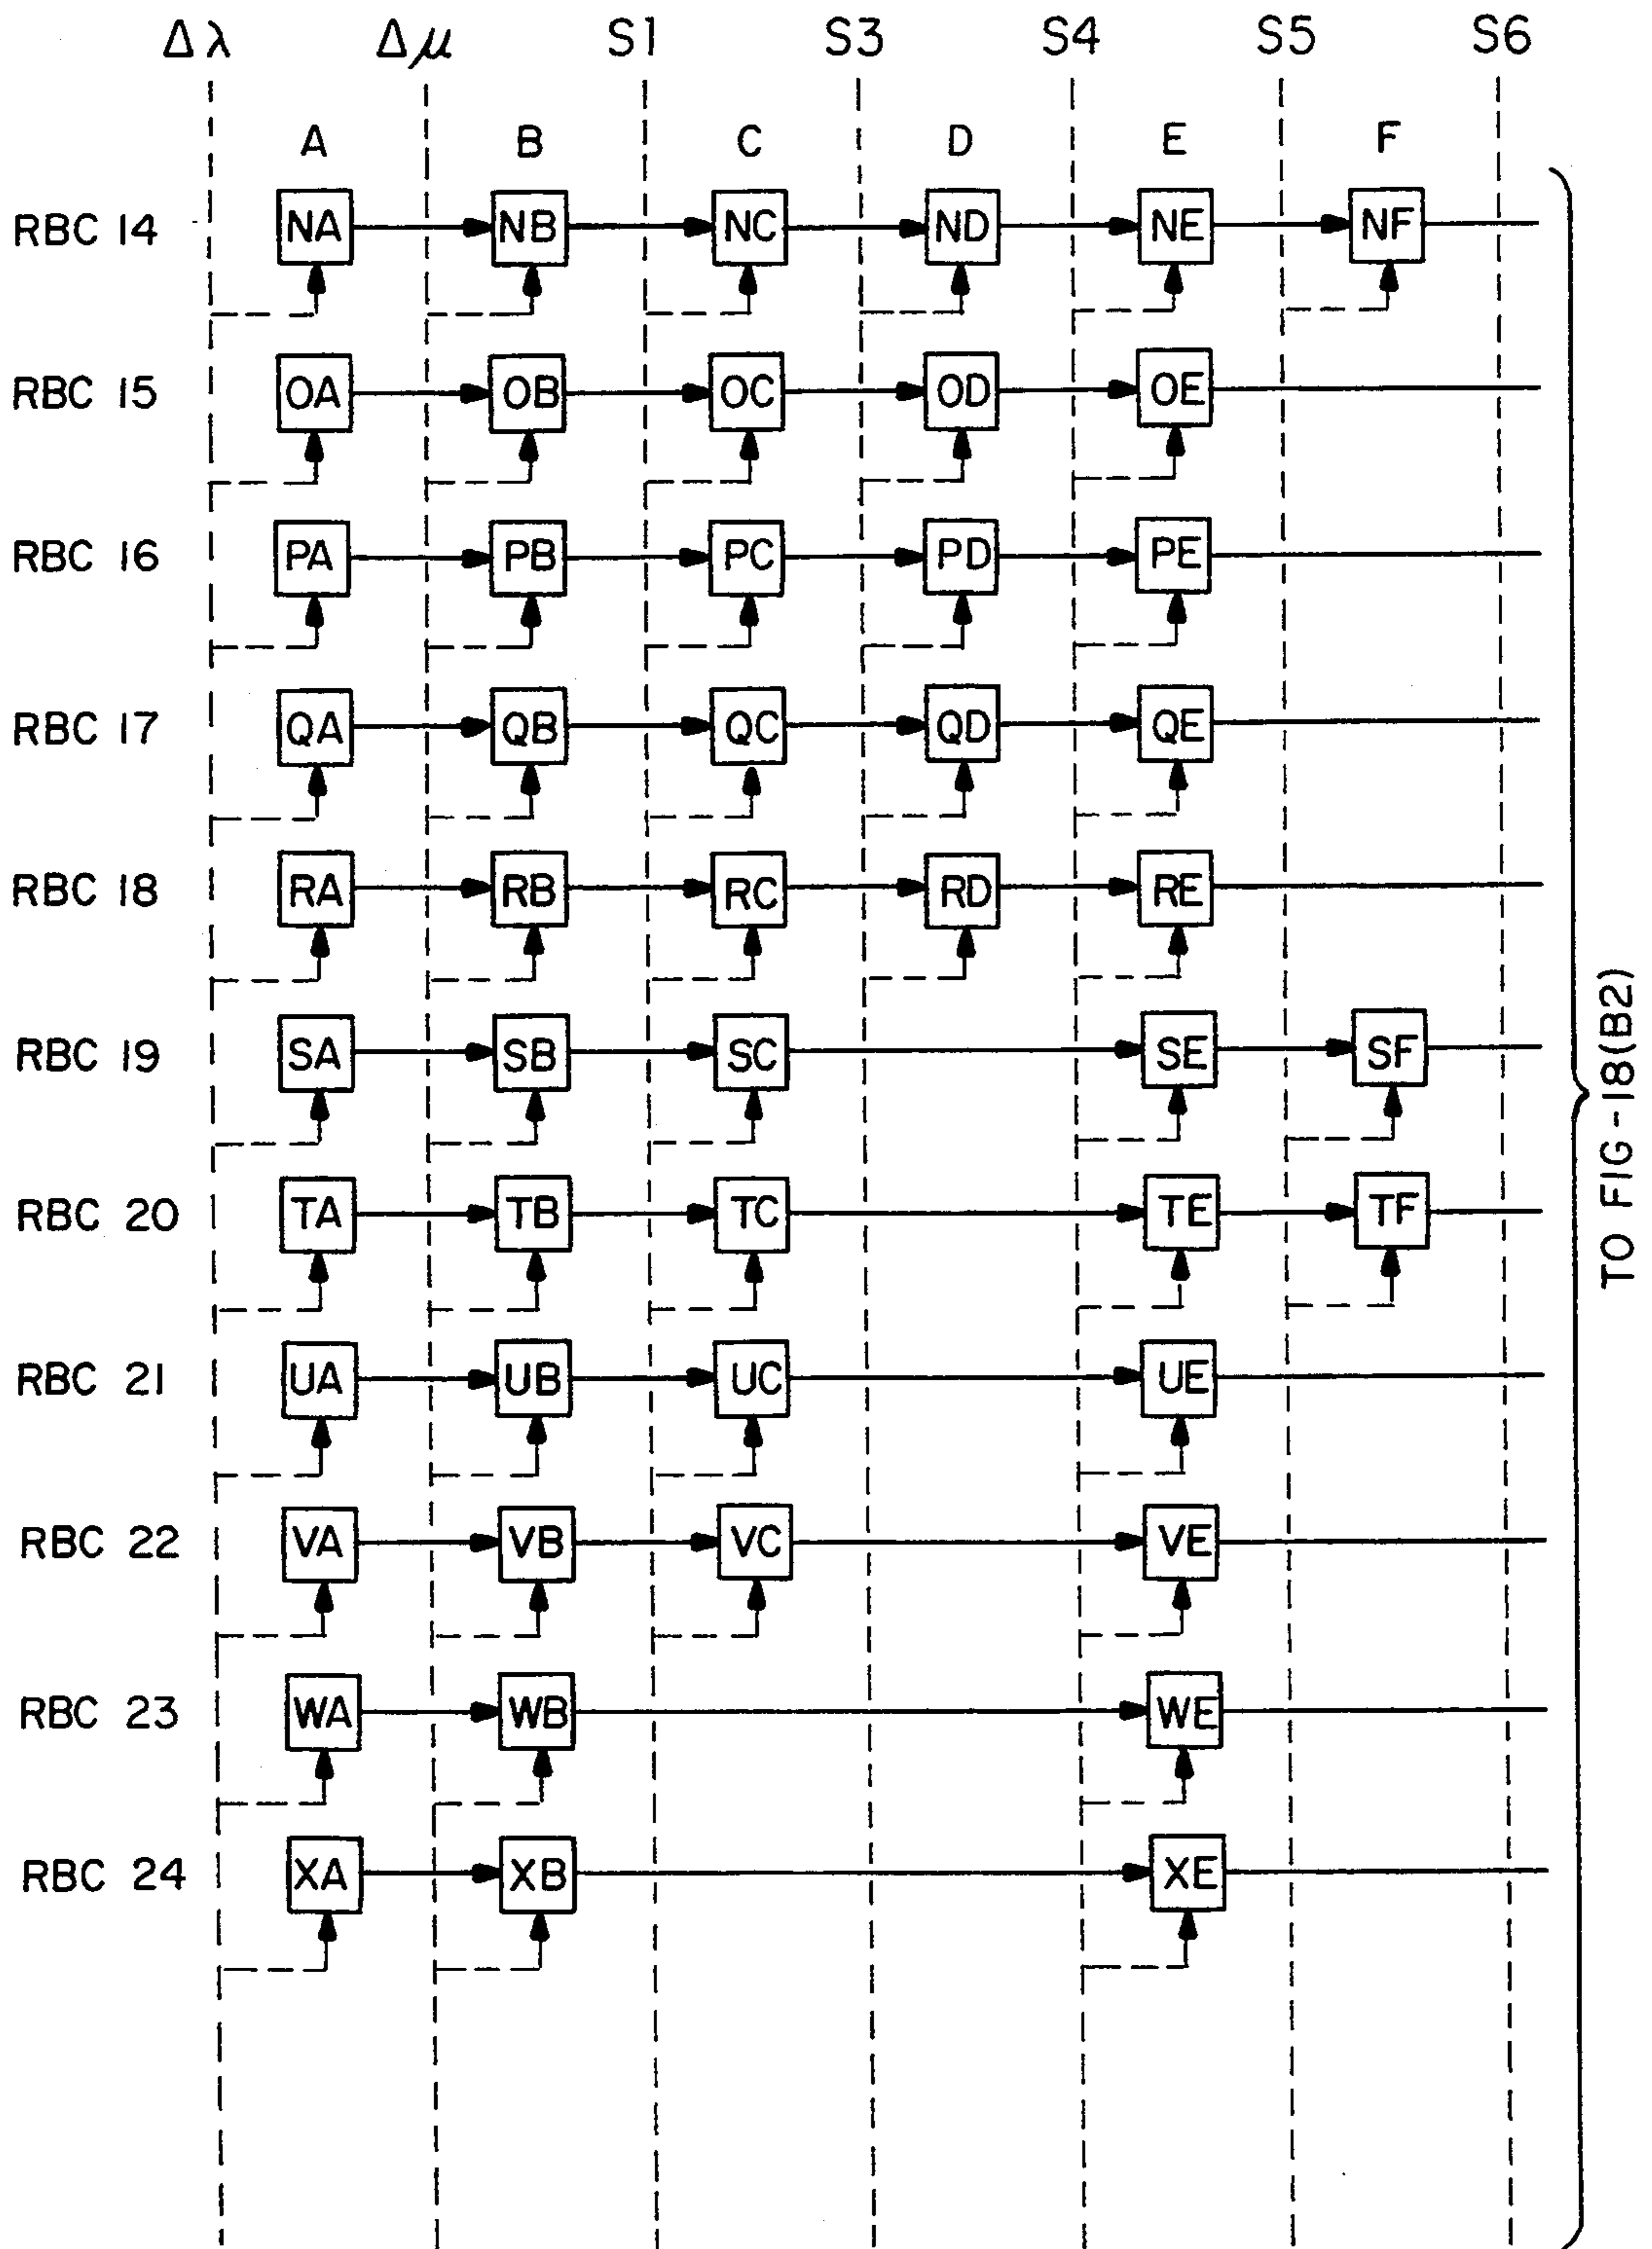 Δλ Δμ S1 S3 S4 S5 S6
A B C D E F
RBC 14 NA NB NC ND NE NF
RBC 15 OA OB OC OD OE
RBC 16 PA PB PC PD PE
RBC 17 QA QB QC QD QE
RBC 18 RA RB RC RD RE
RBC 19 SA SB SC SE SF
RBC 20 TA TB TC TE TF
RBC 21 UA UB UC UE
RBC 22 VA VB VC VE
RBC 23 WA WB WE
RBC 24 XA XB XE
TO FIG-18(B2)